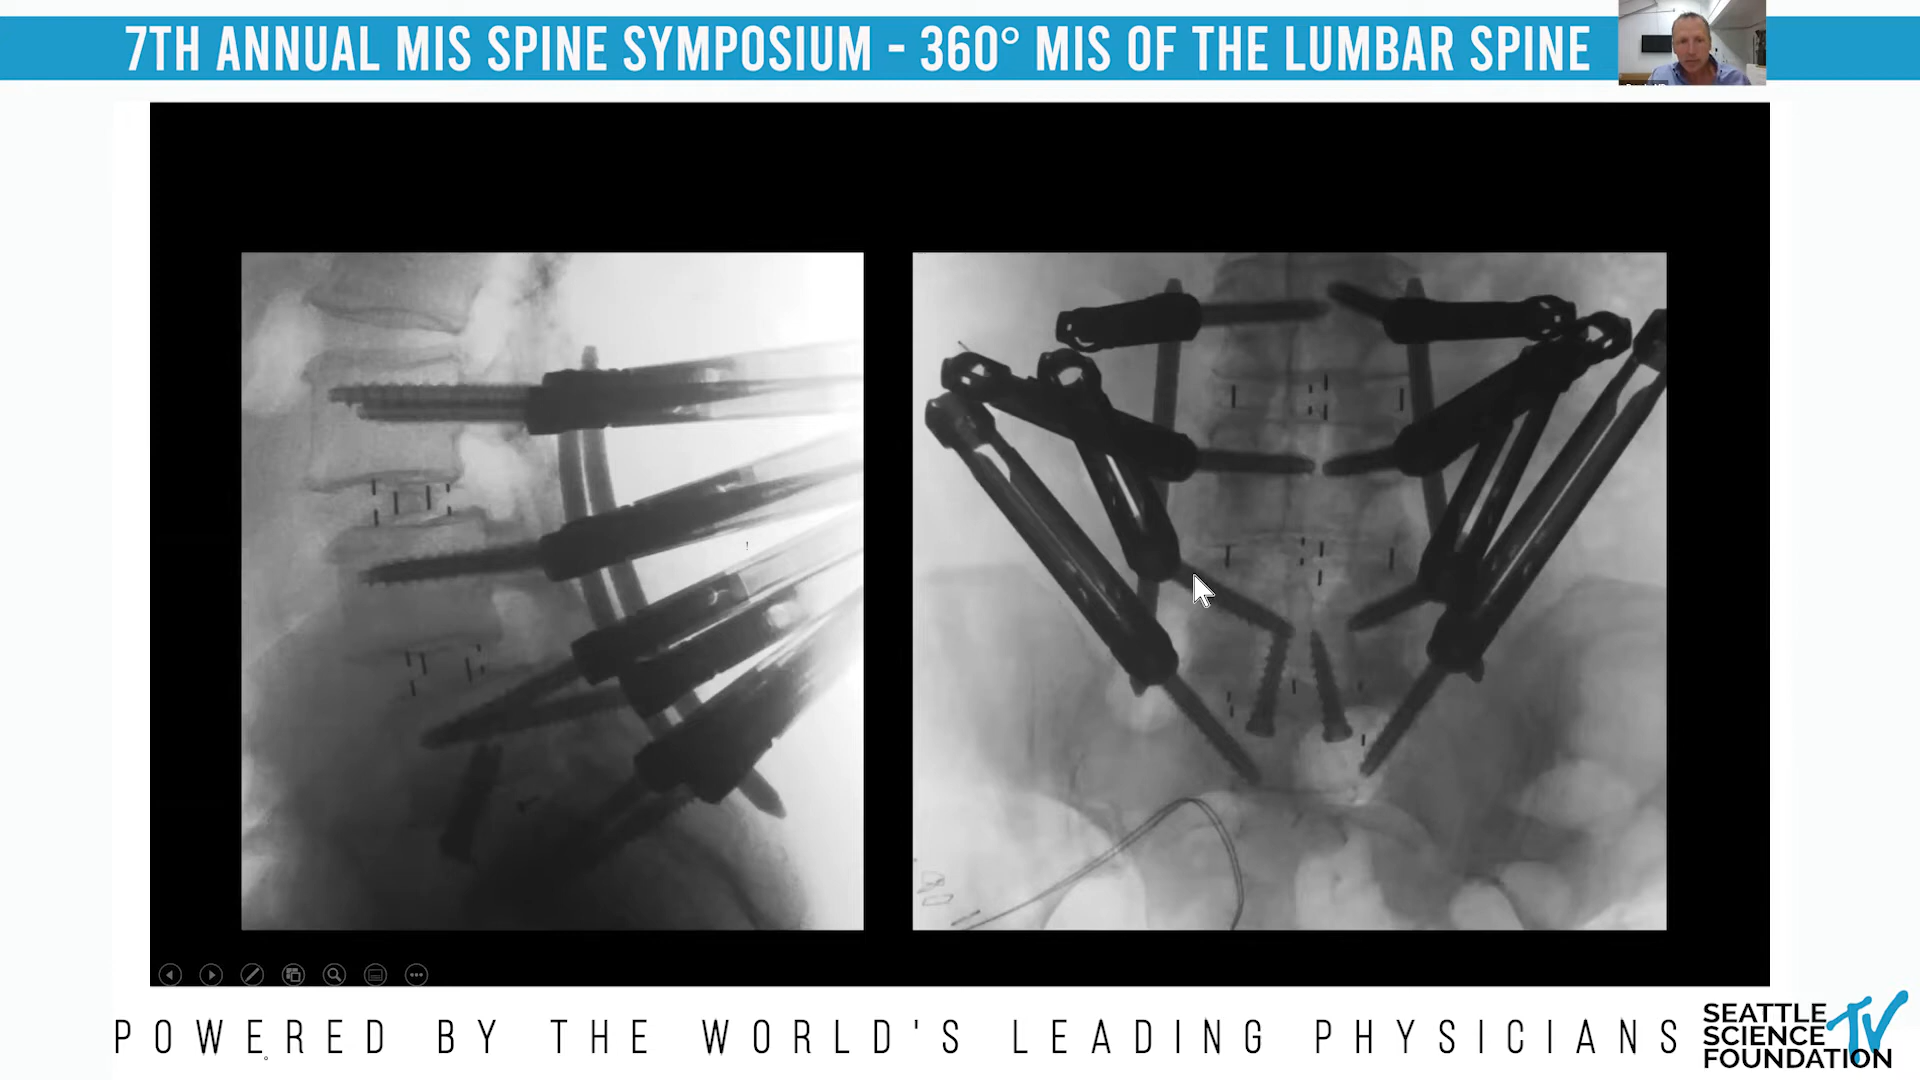 7TH ANNUAL MIS SPINE SYMPOSIUM - 360° MIS OF THE LUMBAR SPINE
POWERED BY THE WORLD'S LEADING PHYSICIANS
SEATTLE
SCIENCE
FOUNDATION
TV